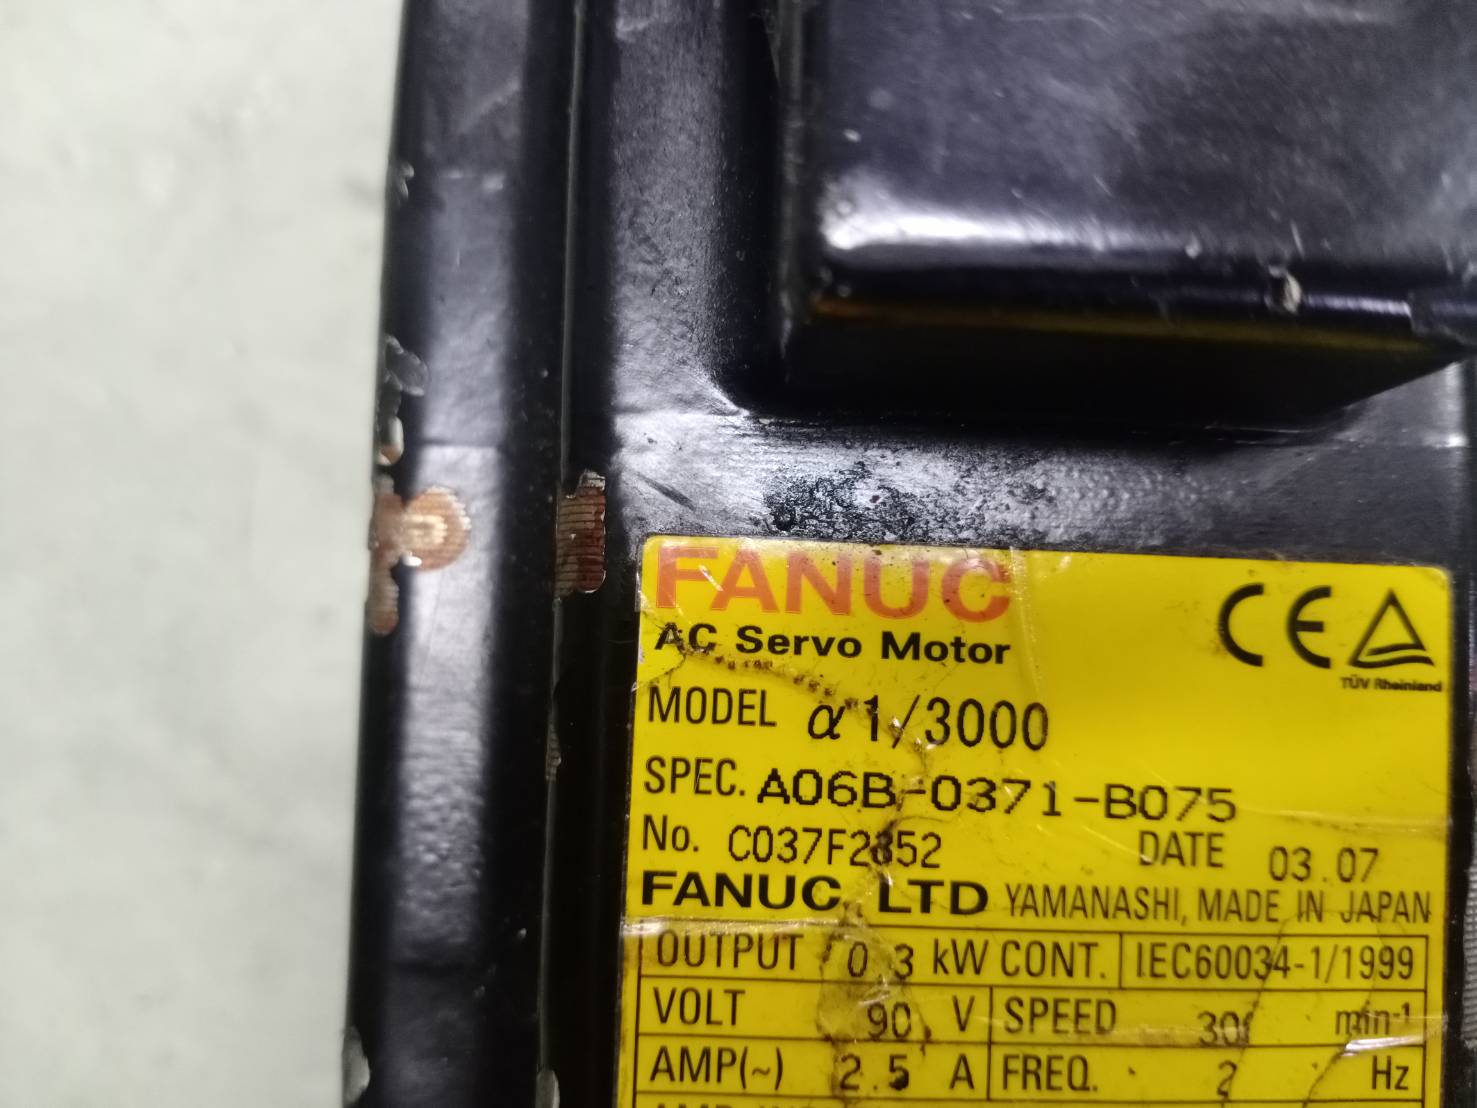 FANUC
AC Servo Motor
CE
TÜV Rheinland
MODEL α1/3000
SPEC. A06B-0371-B075
No. C037F2852 DATE 03.07
FANUC LTD YAMANASHI, MADE IN JAPAN
OUTPUT 0.3 kW CONT. IEC60034-1/1999
VOLT 90 V SPEED min-1
AMP(~) 2.5 A FREQ. Hz